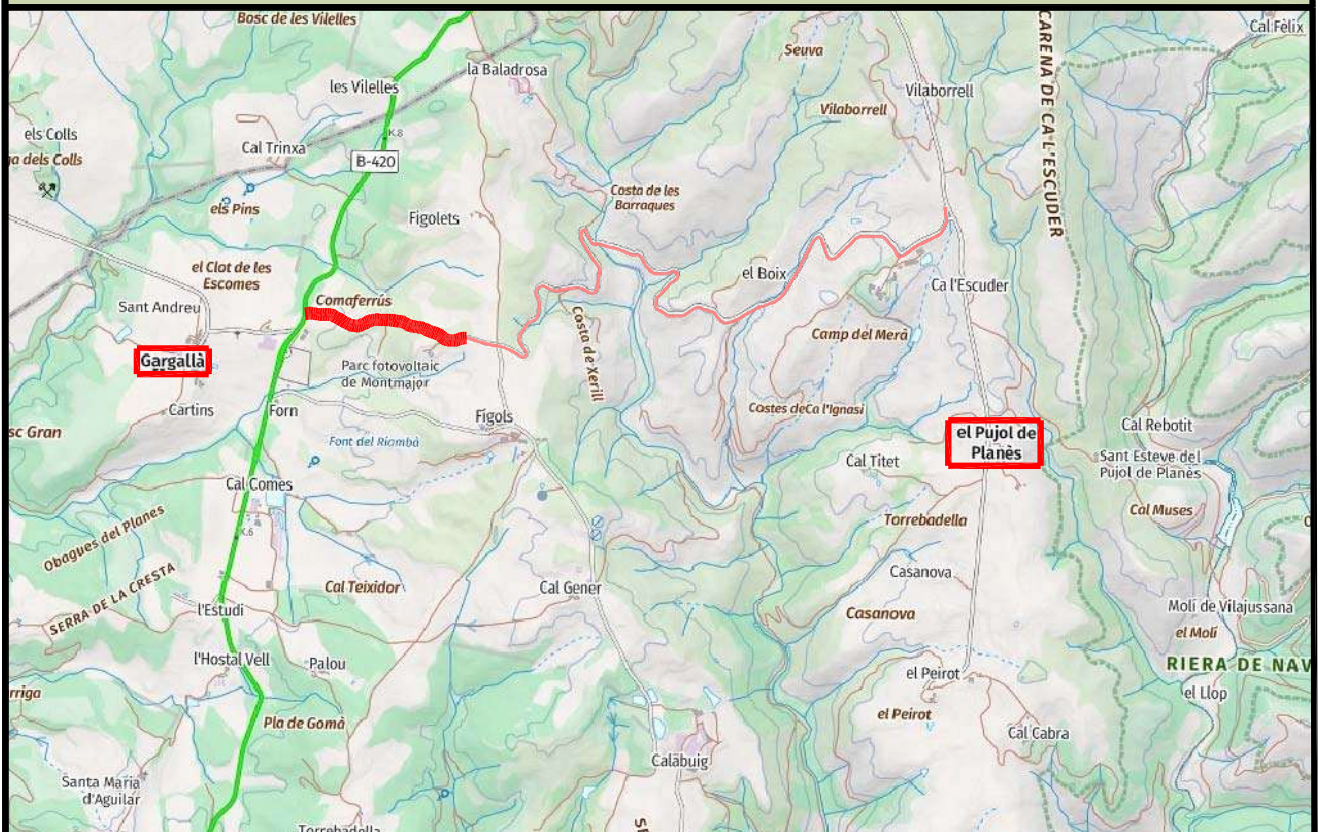 Bosc de les Vilelles
Cal Fèlix
Seuva
la Baladrosa
les Vilelles
Vilaborrell
Vilaborrell
CARENA DE CA L'ESCUDER
els Colls
K.8
Cal Trinxa
B-420
a dels Colls
Costa de les
Barraques
els Pins
Figolets
el Clot de les
Escomes
el Boix
Ca l'Escuder
Sant Andreu
Comaferrús
Camp del Merà
Costa de Xerill
Gargallà
Parc fotovoltaic
de Montmajor
Cartins
Forn
Fígols
Costes deCa l'Ignasi
sc Gran
Font del Riambà
el Pujol de
Planès
Cal Rebotit
Cal Titet
Sant Esteve del
Pujol de Planès
Cal Comes
Cal Muses
Obagues del Planes
K.6
Torrebadella
Casanova
SERRA DE LA CRESTA
Cal Teixidor
Cal Gener
l'Estudi
Casanova
Molí de Vilajussana
el Molí
l'Hostal Vell
Palou
RIERA DE NAV
el Peirot
el Llop
rriga
Pla de Gomà
el Peirot
Cal Cabra
Calabuig
Santa Maria
d'Aguilar
Torrebadella